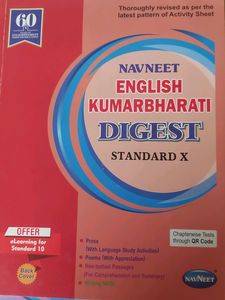 Thoroughly revised as per the
latest pattern of Activity Sheet
60
NAVNEET
ENGLISH
KUMARBHARATI
DIGEST
STANDARD X
OFFER
eLearning for
Standard 10
Back
Cover
• Prose
(With Language Study Activities)
• Poems (With Appreciation)
• Non-textual Passages
(For Comprehension and Summary)
• Writing Skills
Chapterwise Tests
through QR Code
NAVNEET